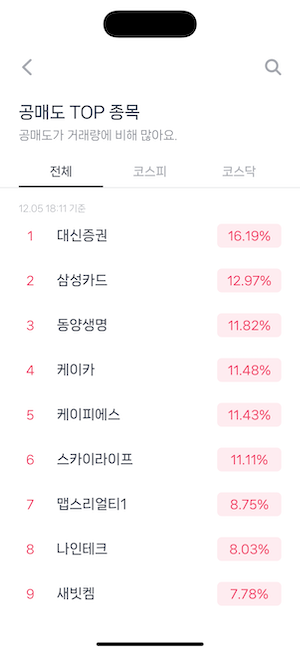 공매도 TOP 종목
공매도가 거래량에 비해 많아요.
전체 코스피 코스닥
12.05 18:11 기준
1 대신증권 16.19%
2 삼성카드 12.97%
3 동양생명 11.82%
4 케이카 11.48%
5 케이피에스 11.43%
6 스카이라이프 11.11%
7 맵스리얼티1 8.75%
8 나인테크 8.03%
9 새빗켐 7.78%